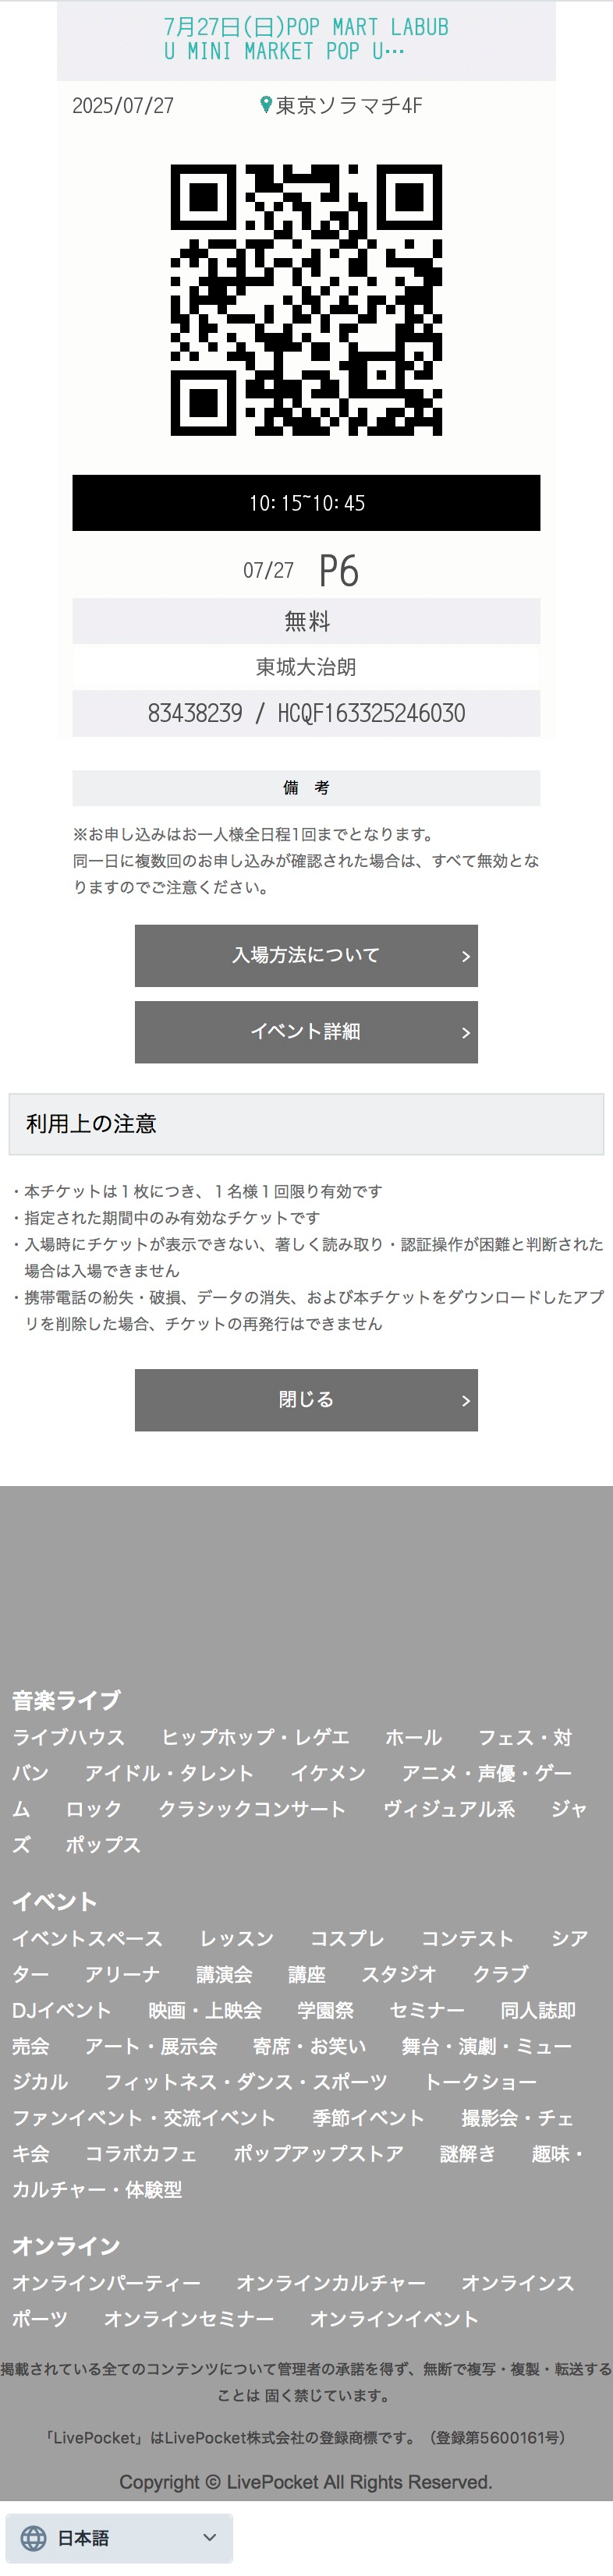 7月27日(日)POP MART LABUB
U MINI MARKET POP U…
2025/07/27 東京ソラマチ4F
10:15~10:45
07/27 P6
無料
東城大治朗
83438239 / HCQF163325246030
備 考
※お申し込みはお一人様全日程1回までとなります。
同一日に複数回のお申し込みが確認された場合は、すべて無効とな
りますのでご注意ください。
入場方法について
イベント詳細
利用上の注意
・本チケットは１枚につき、１名様１回限り有効です
・指定された期間中のみ有効なチケットです
・入場時にチケットが表示できない、著しく読み取り・認証操作が困難と判断された
場合は入場できません
・携帯電話の紛失・破損、データの消失、および本チケットをダウンロードしたアプ
リを削除した場合、チケットの再発行はできません
閉じる
音楽ライブ
ライブハウス ヒップホップ・レゲエ ホール フェス・対
バン アイドル・タレント イケメン アニメ・声優・ゲー
ム ロック クラシックコンサート ヴィジュアル系 ジャ
ズ ポップス
イベント
イベントスペース レッスン コスプレ コンテスト シア
ター アリーナ 講演会 講座 スタジオ クラブ
DJイベント 映画・上映会 学園祭 セミナー 同人誌即
売会 アート・展示会 寄席・お笑い 舞台・演劇・ミュー
ジカル フィットネス・ダンス・スポーツ トークショー
ファンイベント・交流イベント 季節イベント 撮影会・チェ
キ会 コラボカフェ ポップアップストア 謎解き 趣味・
カルチャー・体験型
オンライン
オンラインパーティー オンラインカルチャー オンラインス
ポーツ オンラインセミナー オンラインイベント
掲載されている全てのコンテンツについて管理者の承諾を得ず、無断で複写・複製・転送する
ことは 固く禁じています。
「LivePocket」はLivePocket株式会社の登録商標です。（登録第5600161号）
Copyright © LivePocket All Rights Reserved.
日本語